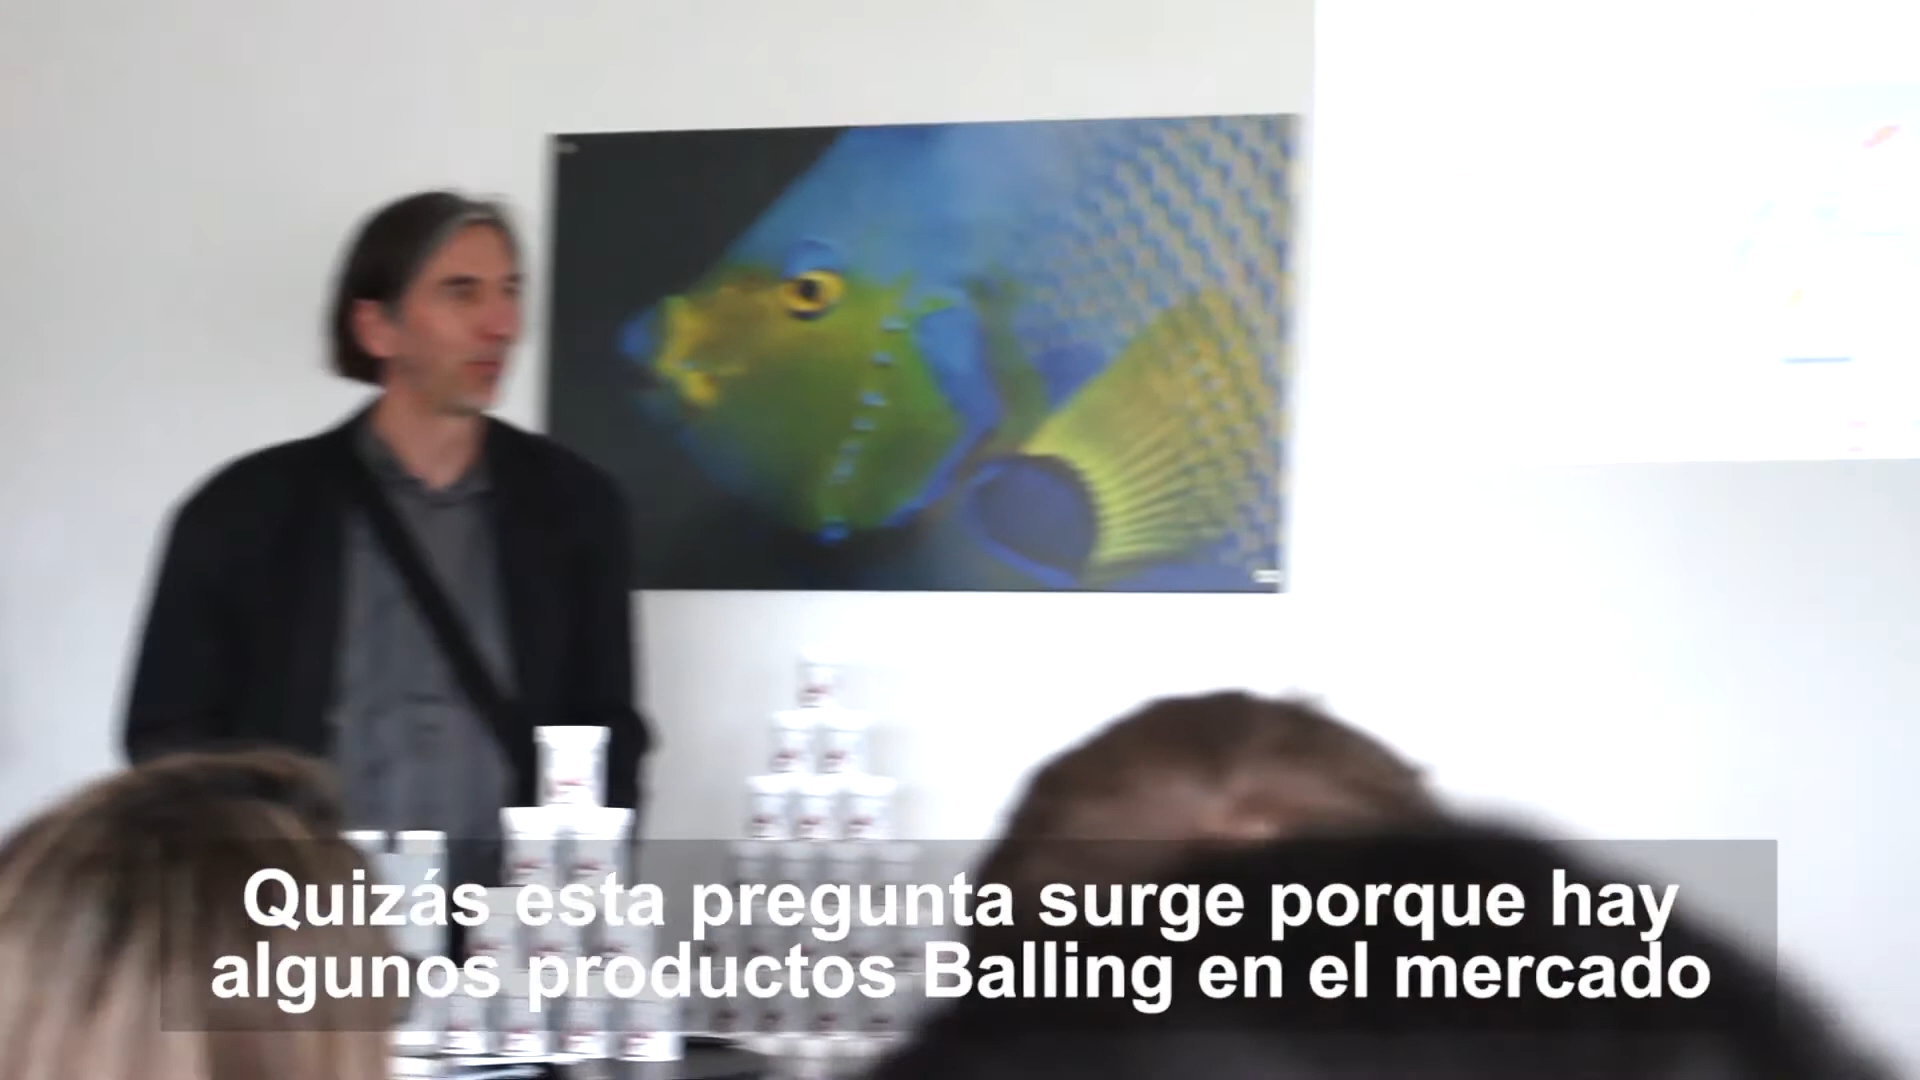 Quizás esta pregunta surge porque hay
algunos productos Balling en el mercado